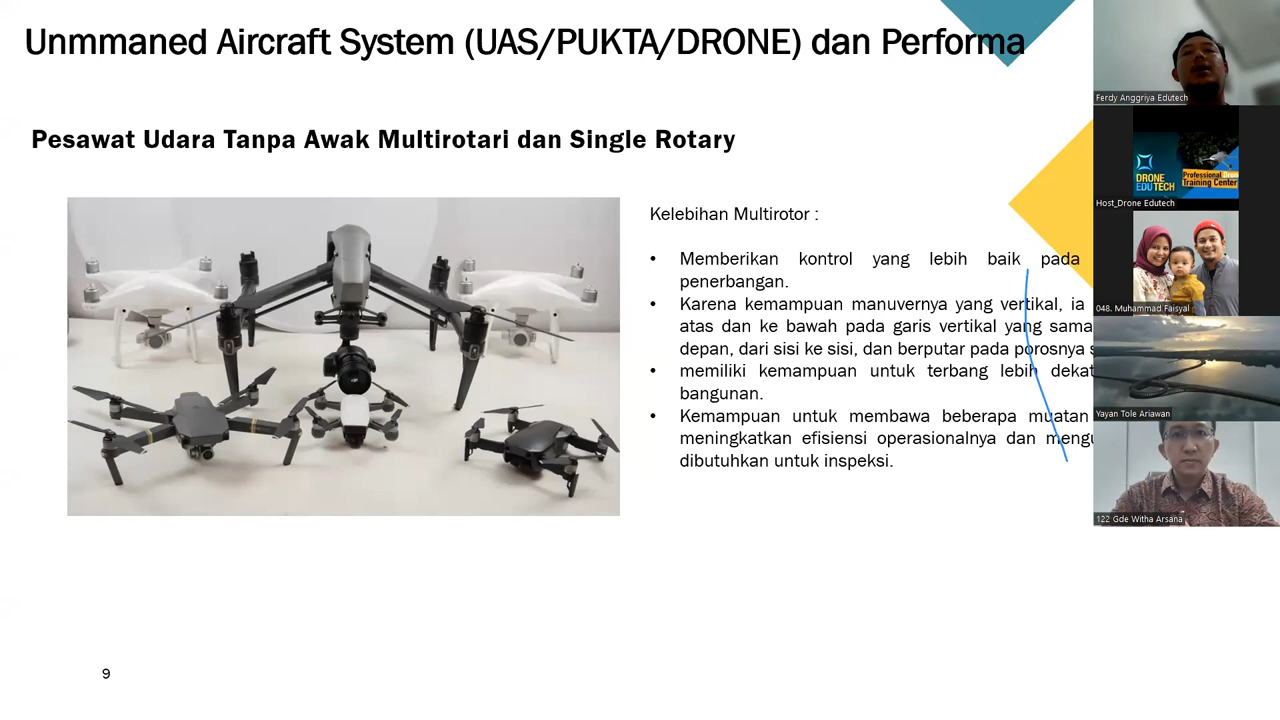 Unmmaned Aircraft System (UAS/PUKTA/DRONE) dan Performa
Pesawat Udara Tanpa Awak Multirotari dan Single Rotary
Kelebihan Multirotor :
• Memberikan kontrol yang lebih baik pada
penerbangan.
• Karena kemampuan manuvernya yang vertikal, ia
atas dan ke bawah pada garis vertikal yang sama
depan, dari sisi ke sisi, dan berputar pada porosnya
• memiliki kemampuan untuk terbang lebih
bangunan.
• Kemampuan untuk membawa beberapa muatan
meningkatkan efisiensi operasionalnya dan
dibutuhkan untuk inspeksi.
9
Ferdy Anggriya Edutech
DRONE
EDUTECH
Professional Drone
Training Center
Host_Drone Edutech
048. Muhammad Faisyal
Yayan Tole Ariawan
122 Gde Witha Arsana